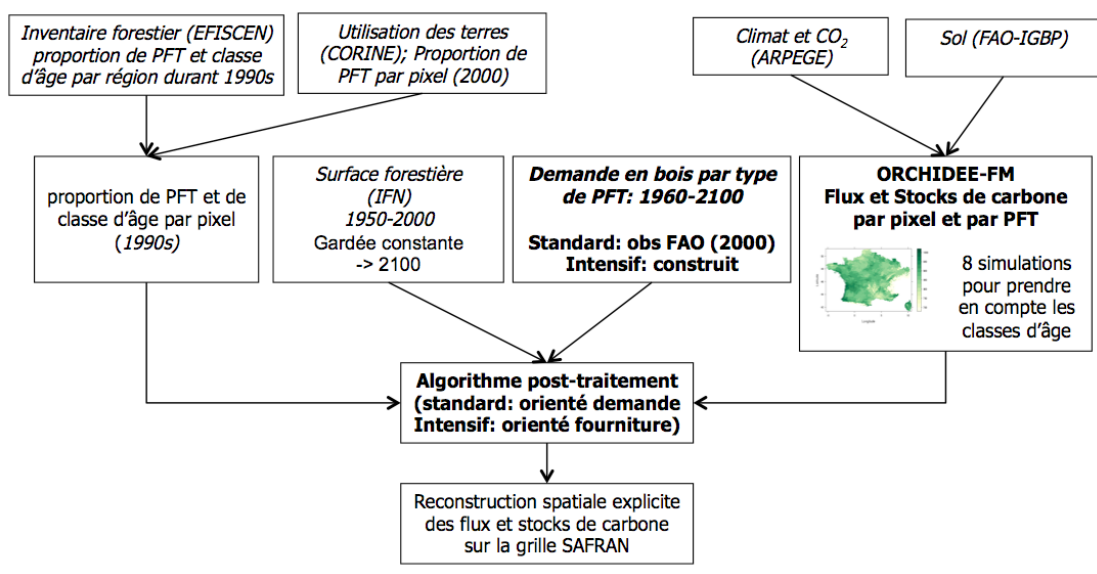 Inventaire forestier (EFISCEN)
proportion de PFT et classe
d'âge par région durant 1990s
Utilisation des terres
(CORINE); Proportion de
PFT par pixel (2000)
Climat et CO2
(ARPEGE)
Sol (FAO-IGBP)
proportion de PFT et de
classe d'âge par pixel
(1990s)
Surface forestière
(IFN)
1950-2000
Gardée constante
-> 2100
Demande en bois par type
de PFT: 1960-2100
Standard: obs FAO (2000)
Intensif: construit
ORCHIDEE-FM
Flux et Stocks de carbone
par pixel et par PFT
8 simulations
pour prendre
en compte les
classes d'âge
Algorithme post-traitement
(standard: orienté demande
Intensif: orienté fourniture)
Reconstruction spatiale explicite
des flux et stocks de carbone
sur la grille SAFRAN